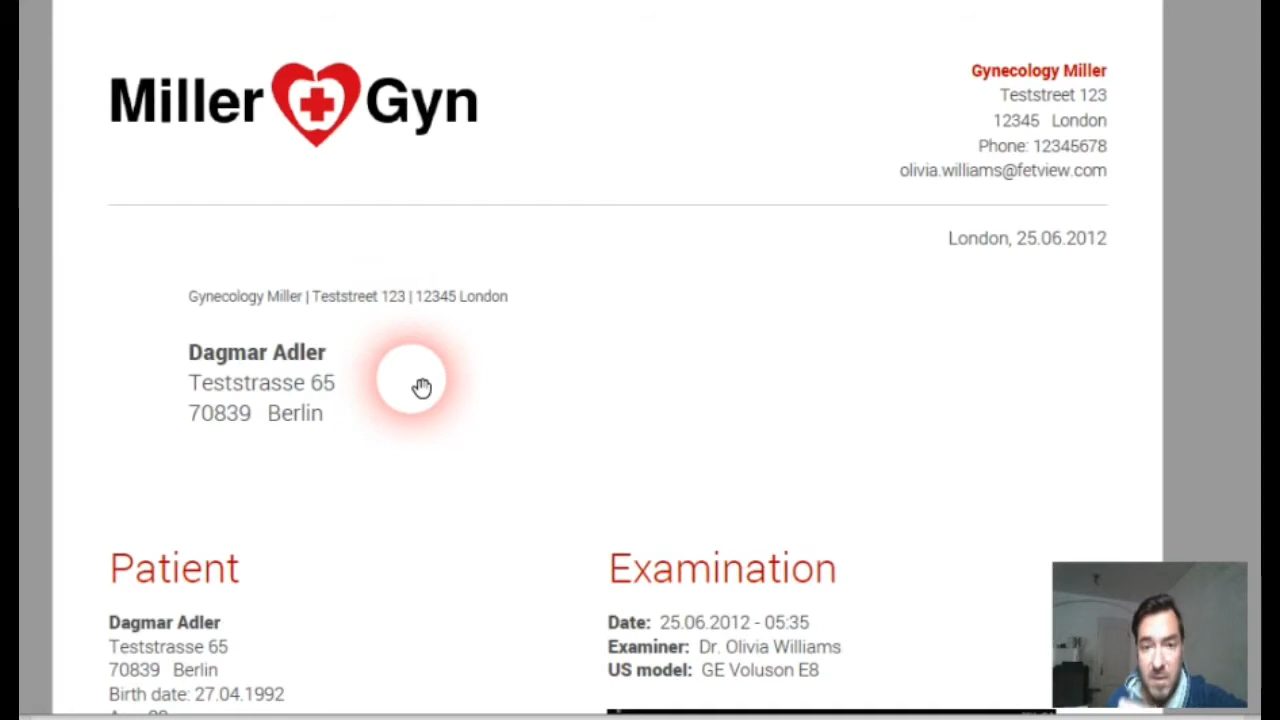 Miller Gyn
Gynecology Miller
Teststreet 123
12345 London
Phone: 12345678
olivia.williams@fetview.com
London, 25.06.2012
Gynecology Miller | Teststreet 123 | 12345 London
Dagmar Adler
Teststrasse 65
70839 Berlin
Patient
Dagmar Adler
Teststrasse 65
70839 Berlin
Birth date: 27.04.1992
Examination
Date: 25.06.2012 - 05:35
Examiner: Dr. Olivia Williams
US model: GE Voluson E8